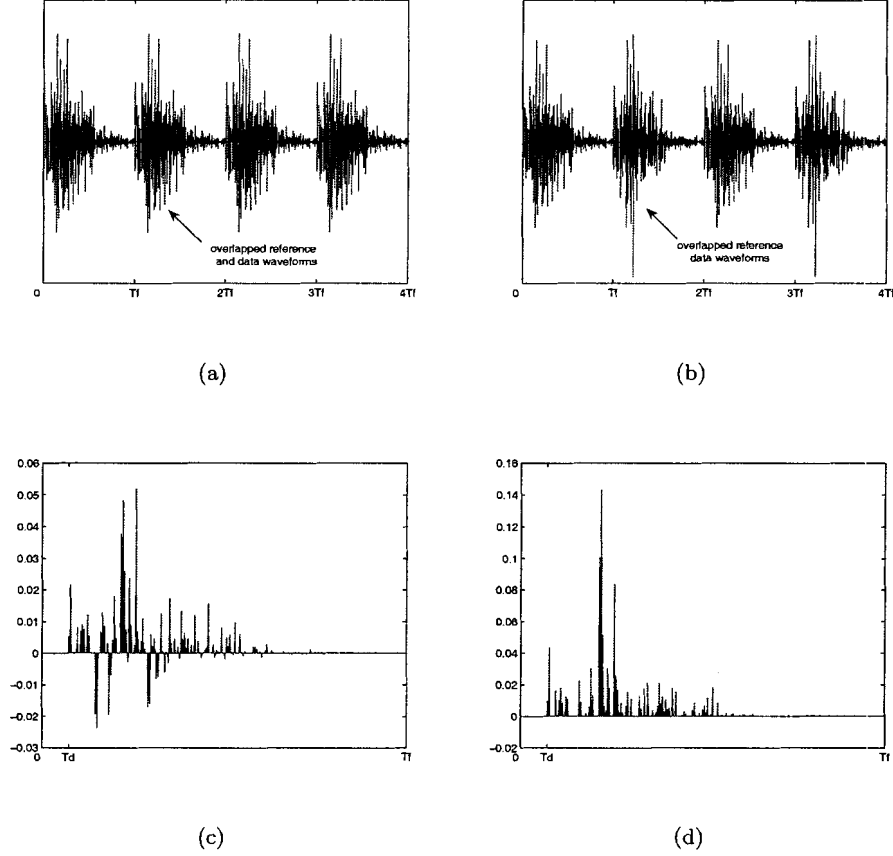 overlapped reference
and data waveforms
0 Tf 2Tf 3Tf 4Tf
(a)
overlapped reference
data waveforms
0 Tf 2Tf 3Tf 4Tf
(b)
0.06
0.05
0.04
0.03
0.02
0.01
0
-0.01
-0.02
-0.03
0 Td Tf
(c)
0.16
0.14
0.12
0.1
0.08
0.06
0.04
0.02
0
-0.02
0 Td Tf
(d)